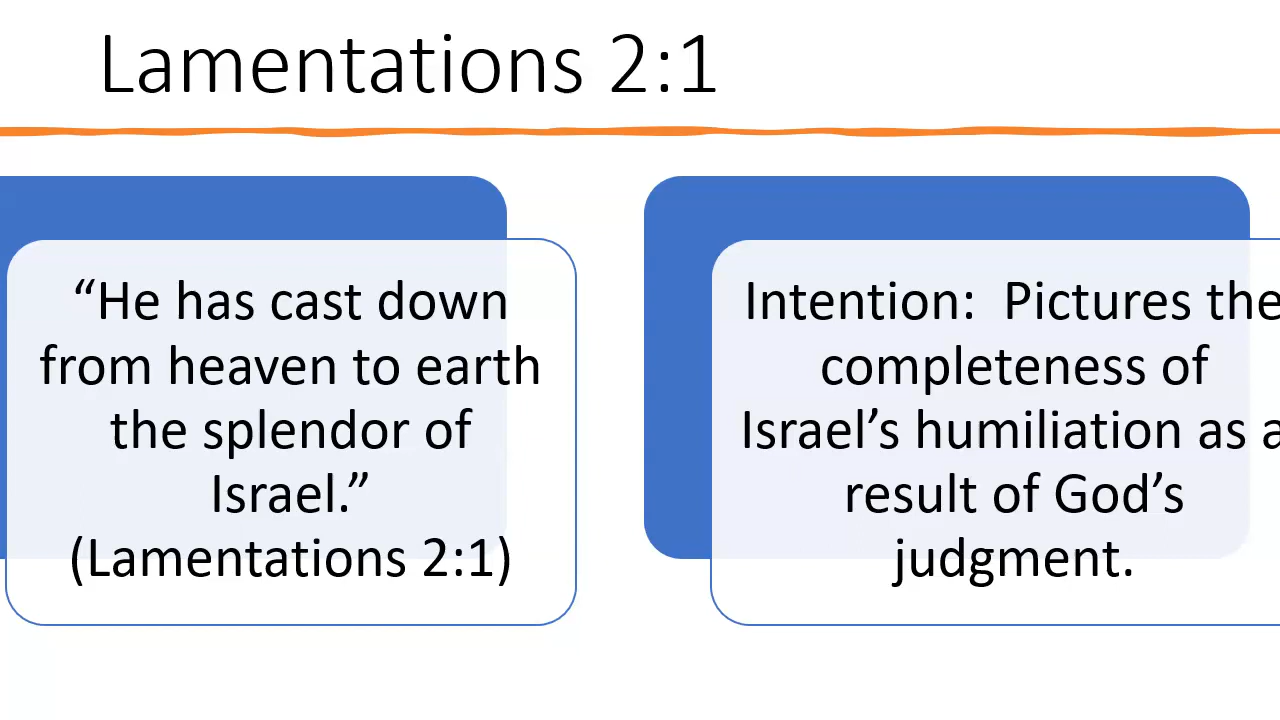 Lamentations 2:1
“He has cast down
from heaven to earth
the splendor of
Israel.”
(Lamentations 2:1)
Intention:  Pictures the
completeness of
Israel’s humiliation as a
result of God’s
judgment.